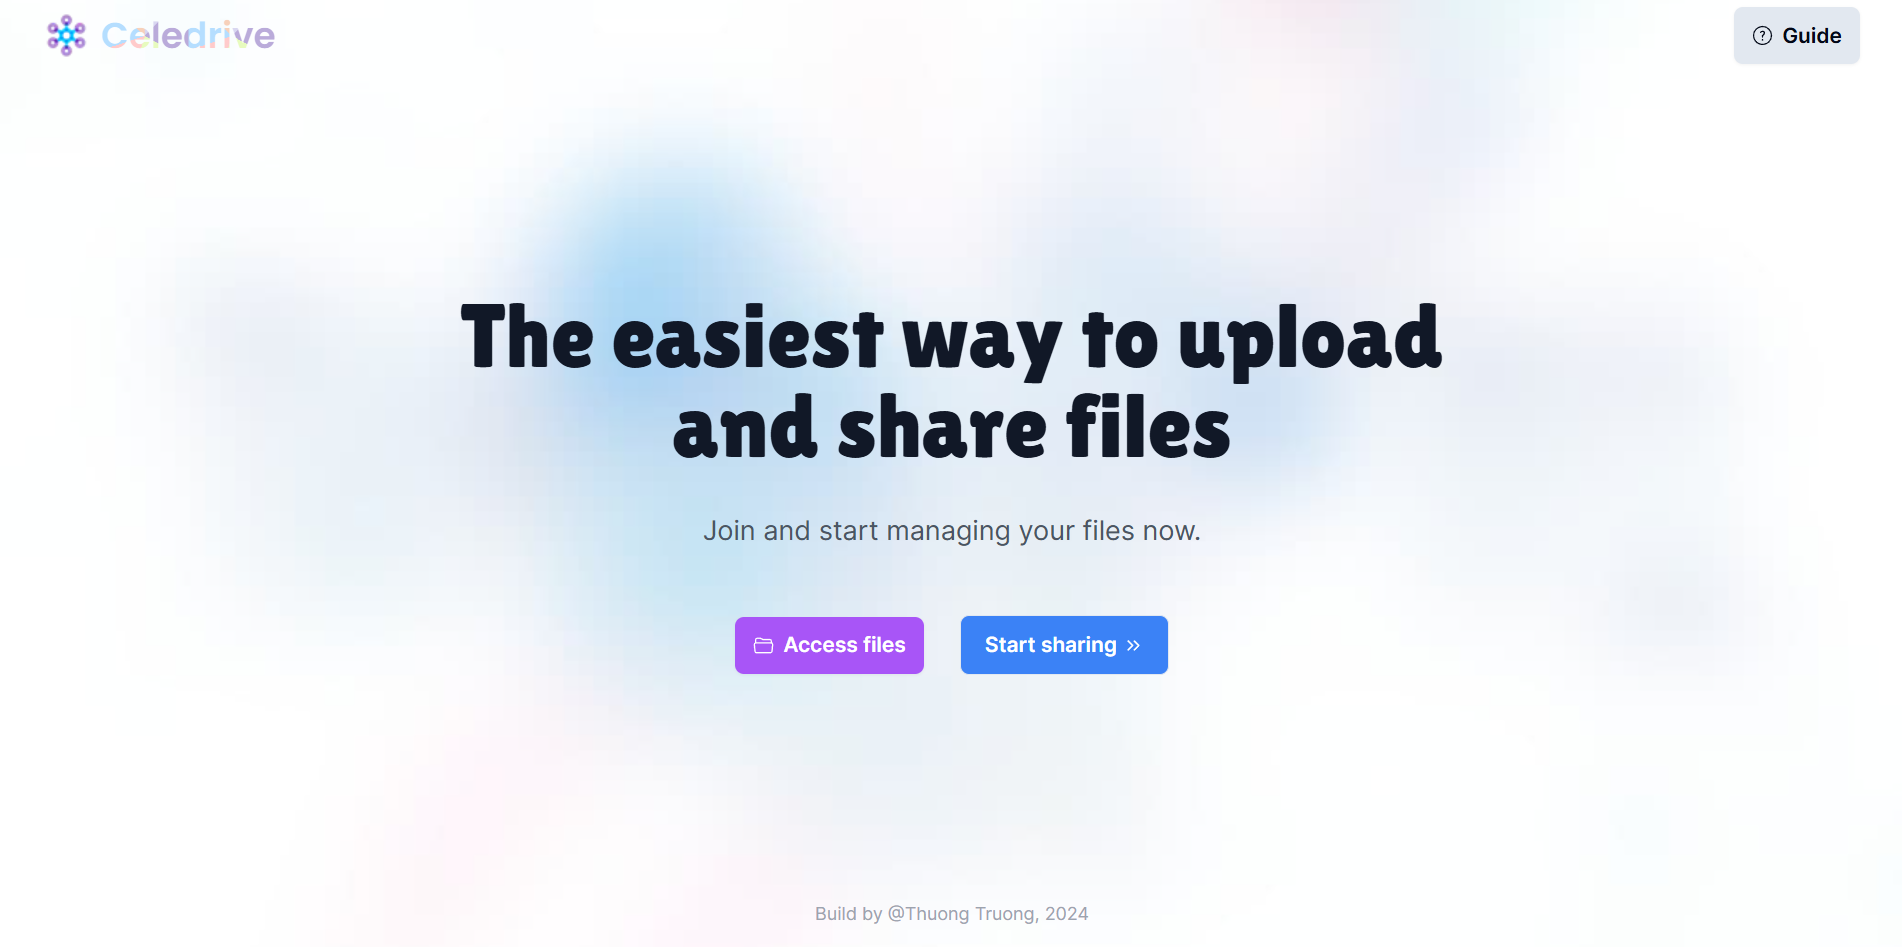 Celedrive
Guide
The easiest way to upload
and share files
Join and start managing your files now.
Access files
Start sharing »
Build by @Thuong Truong, 2024